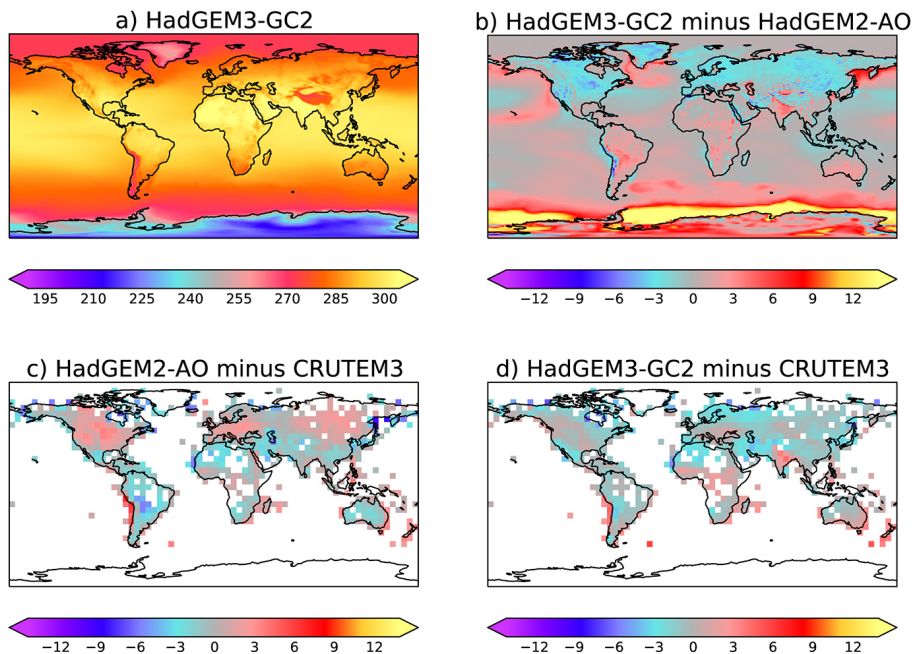 a) HadGEM3-GC2
b) HadGEM3-GC2 minus HadGEM2-AO
195 210 225 240 255 270 285 300
−12 −9 −6 −3 0 3 6 9 12
c) HadGEM2-AO minus CRUTEM3
d) HadGEM3-GC2 minus CRUTEM3
−12 −9 −6 −3 0 3 6 9 12
−12 −9 −6 −3 0 3 6 9 12